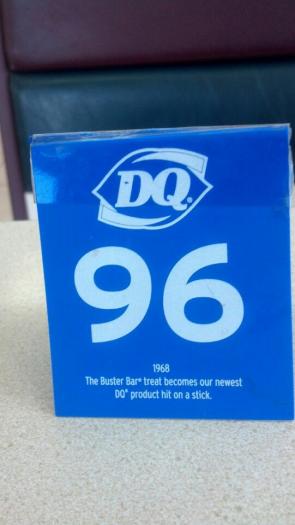 DQ®
96
1968
The Buster Bar® treat becomes our newest
DQ® product hit on a stick.